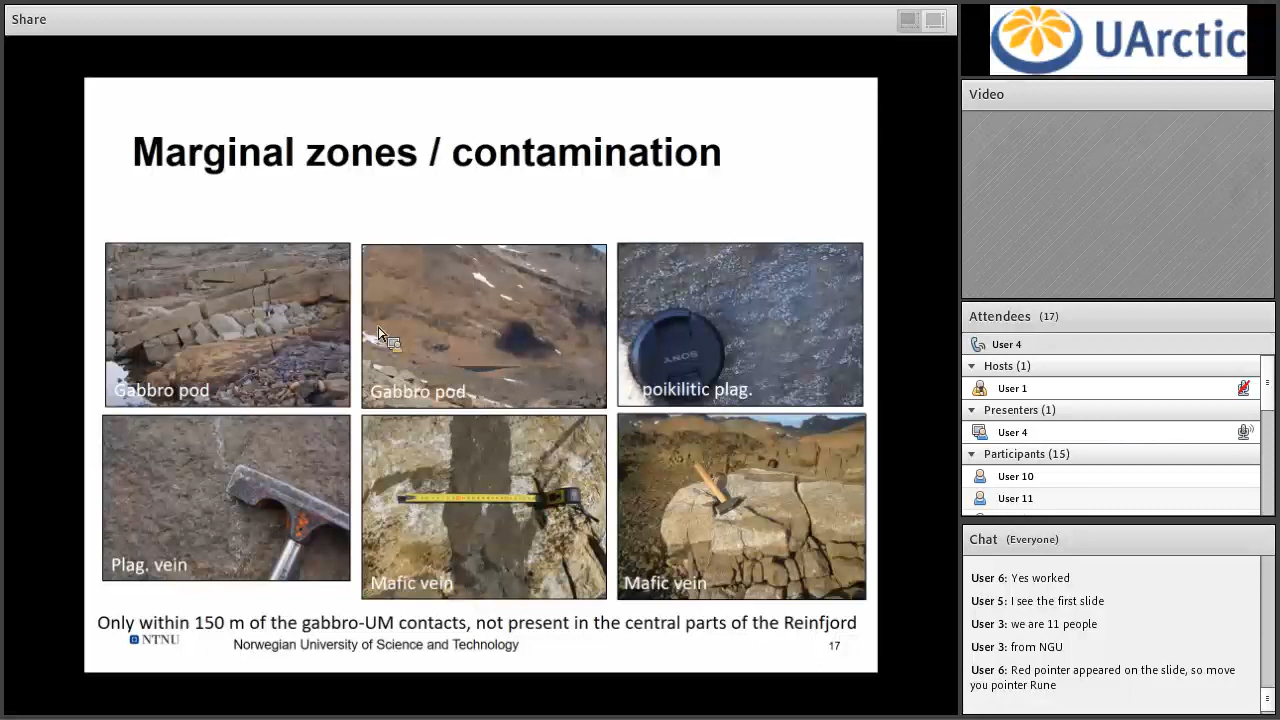 Share
UArctic
Video
Marginal zones / contamination
Gabbro pod
Gabbro pod
poikilitic plag.
SONY
Plag. vein
Mafic vein
Mafic vein
Only within 150 m of the gabbro-UM contacts, not present in the central parts of the Reinfjord
NTNU
Norwegian University of Science and Technology
17
Attendees (17)
User 4
Hosts (1)
User 1
Presenters (1)
User 4
Participants (15)
User 10
User 11
Chat (Everyone)
User 6: Yes worked
User 5: I see the first slide
User 3: we are 11 people
User 3: from NGU
User 6: Red pointer appeared on the slide, so move
you pointer Rune